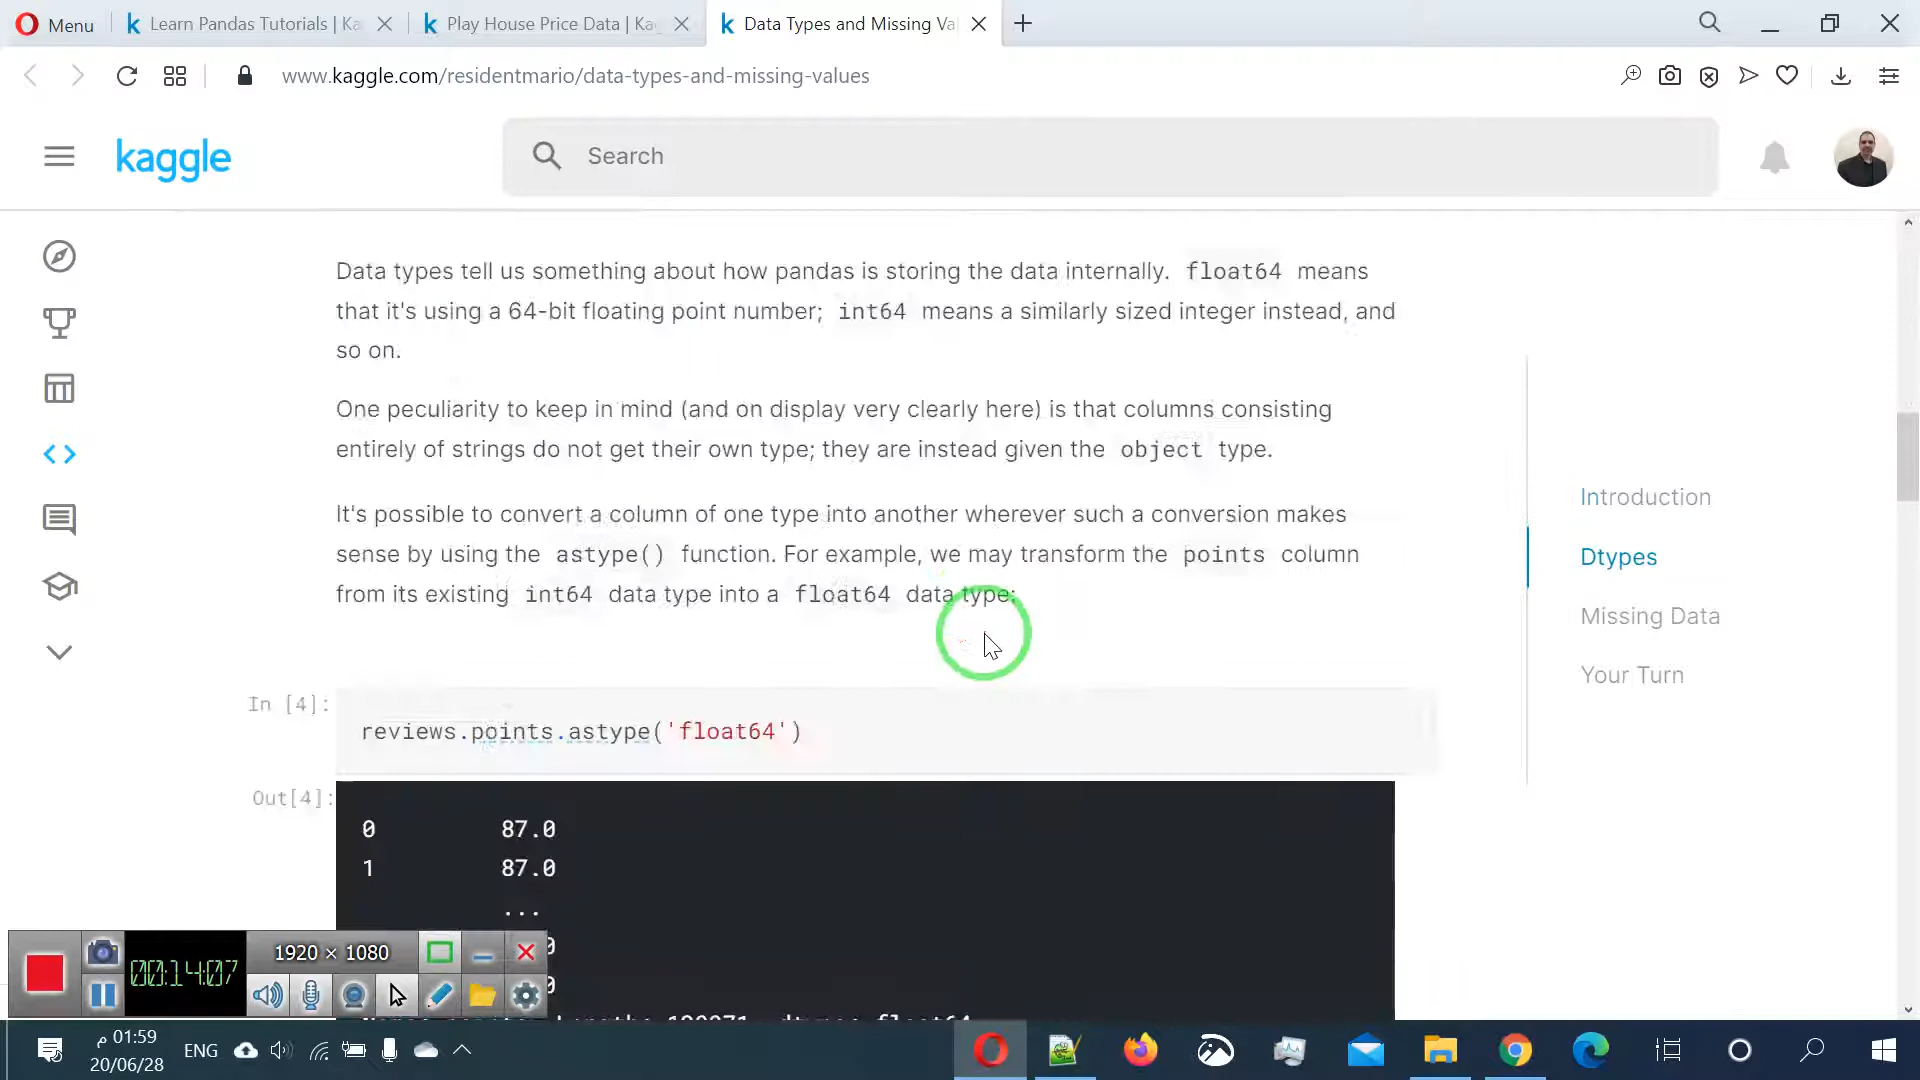 Menu
Learn Pandas Tutorials | Ka
Play House Price Data | Kag
Data Types and Missing Va
www.kaggle.com/residentmario/data-types-and-missing-values
kaggle
Search
Data types tell us something about how pandas is storing the data internally. float64 means
that it's using a 64-bit floating point number; int64 means a similarly sized integer instead, and
so on.
One peculiarity to keep in mind (and on display very clearly here) is that columns consisting
entirely of strings do not get their own type; they are instead given the object type.
It's possible to convert a column of one type into another wherever such a conversion makes
sense by using the astype() function. For example, we may transform the points column
from its existing int64 data type into a float64 data type:
Introduction
Dtypes
Missing Data
Your Turn
In [4]:
reviews.points.astype('float64')
Out[4]:
0 87.0
1 87.0
...
0
0
1920 × 1080
00:14:07
01:59 م
20/06/28
ENG